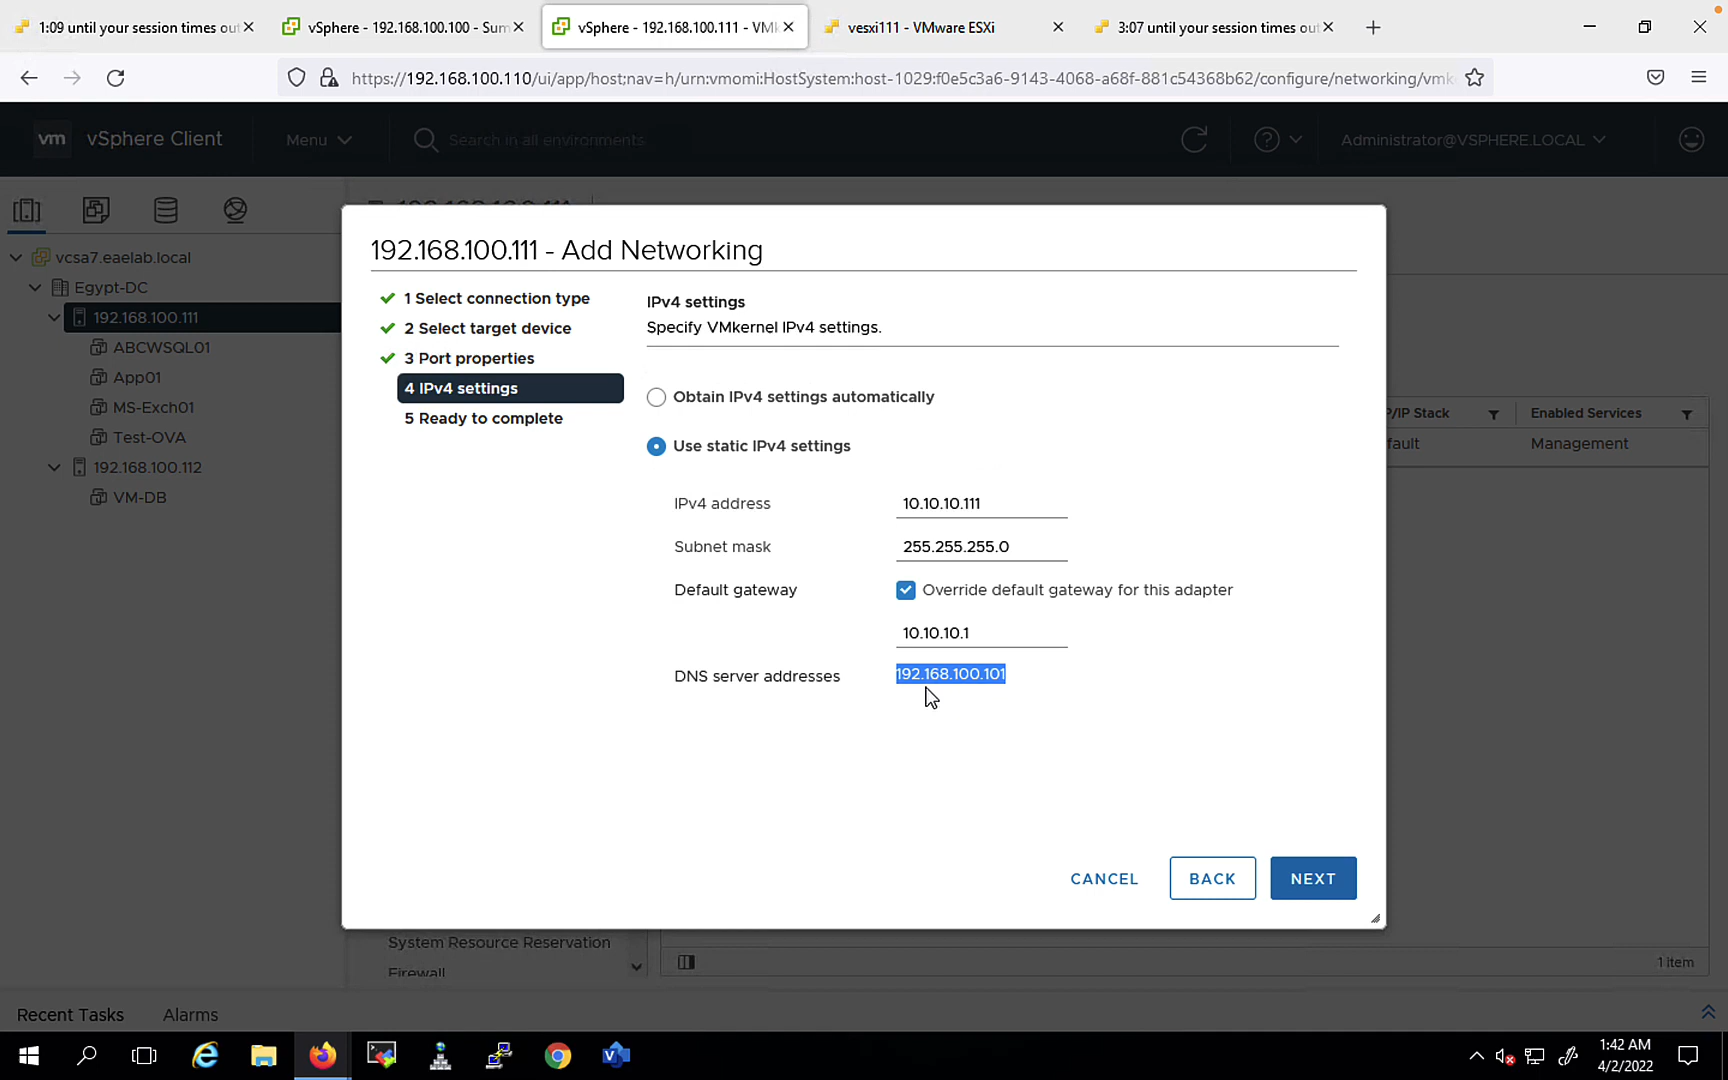 1:09 until your session times out
vSphere - 192.168.100.100 - Sum
vSphere - 192.168.100.111 - VMk
vesxi111 - VMware ESXi
3:07 until your session times out
https://192.168.100.110/ui/app/host;nav=h/urn:vmomi:HostSystem:host-1029:f0e5c3a6-9143-4068-a68f-881c54368b62/configure/networking/vmk
vm vSphere Client
Menu
Search in all environments
Administrator@VSPHERE.LOCAL
vcsa7.eaelab.local
Egypt-DC
192.168.100.111
ABCWSQL01
App01
MS-Exch01
Test-OVA
192.168.100.112
VM-DB
192.168.100.111 - Add Networking
1 Select connection type
2 Select target device
3 Port properties
4 IPv4 settings
5 Ready to complete
IPv4 settings
Specify VMkernel IPv4 settings.
Obtain IPv4 settings automatically
Use static IPv4 settings
IPv4 address 10.10.10.111
Subnet mask 255.255.255.0
Default gateway Override default gateway for this adapter
10.10.10.1
DNS server addresses 192.168.100.101
CANCEL BACK NEXT
P/IP Stack Enabled Services
fault Management
System Resource Reservation
Firewall
1 item
Recent Tasks Alarms
1:42 AM
4/2/2022